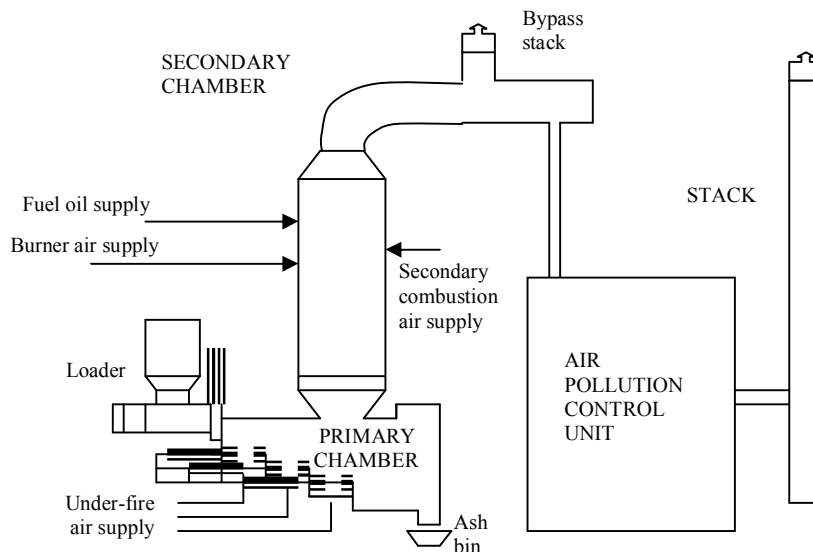 Bypass
stack
SECONDARY
CHAMBER
STACK
Fuel oil supply
Burner air supply
Secondary
combustion
air supply
Loader
AIR
POLLUTION
CONTROL
UNIT
PRIMARY
CHAMBER
Under-fire
air supply
Ash
bin